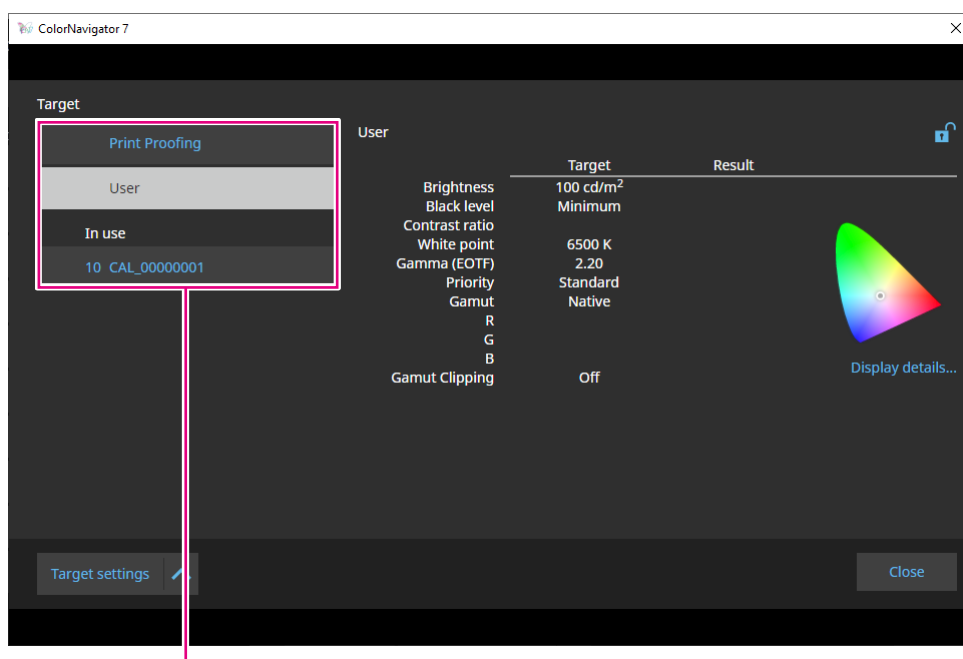 ColorNavigator 7
Target
Print Proofing
User
In use
10 CAL_00000001
User
Target Result
Brightness 100 cd/m2
Black level Minimum
Contrast ratio
White point 6500 K
Gamma (EOTF) 2.20
Priority Standard
Gamut Native
R
G
B
Gamut Clipping Off
Display details...
Target settings
Close